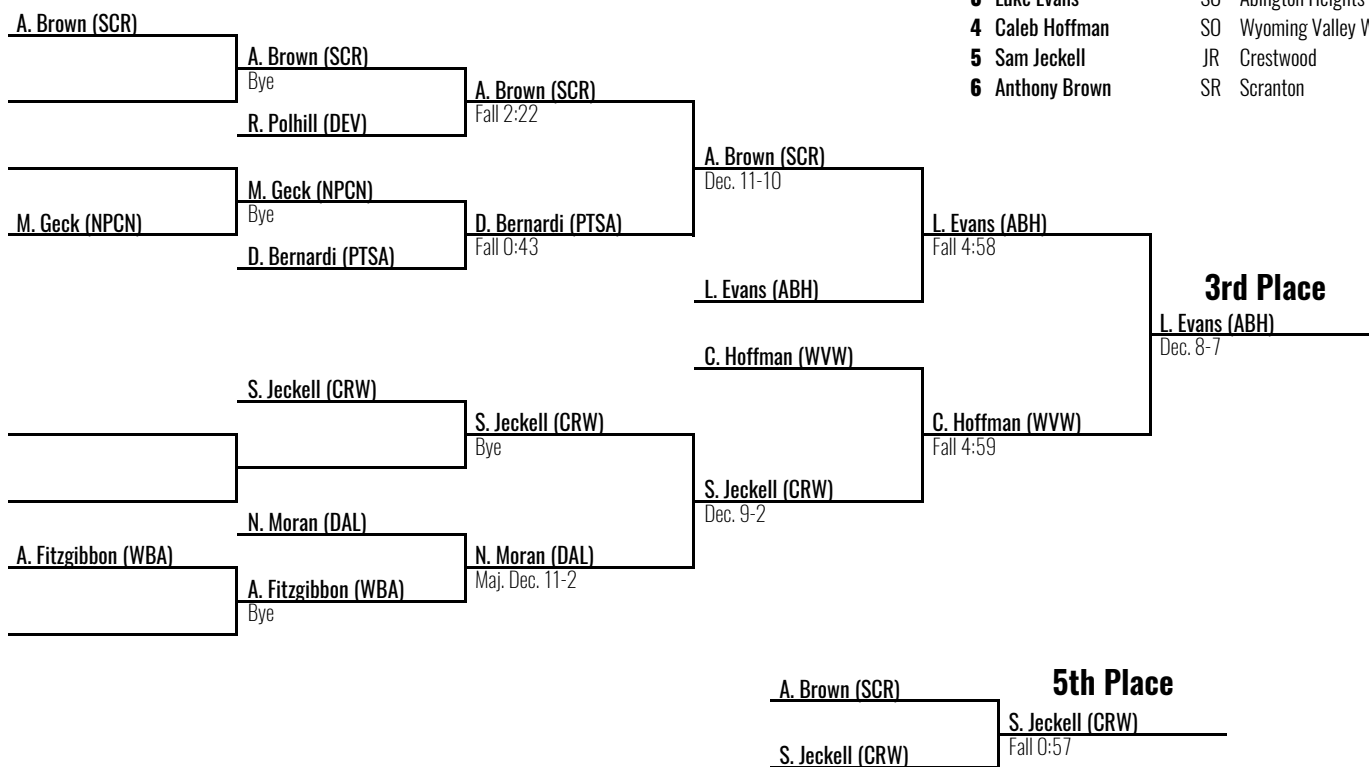 3 Luke Evans SO Abington Heights
A. Brown (SCR)
4 Caleb Hoffman SO Wyoming Valley W
A. Brown (SCR)
Bye
5 Sam Jeckell JR Crestwood
A. Brown (SCR)
Fall 2:22
6 Anthony Brown SR Scranton
R. Polhill (DEV)
A. Brown (SCR)
Dec. 11-10
M. Geck (NPCN)
Bye
M. Geck (NPCN)
D. Bernardi (PTSA)
Fall 0:43
L. Evans (ABH)
Fall 4:58
D. Bernardi (PTSA)
L. Evans (ABH)
3rd Place
L. Evans (ABH)
Dec. 8-7
C. Hoffman (WVW)
S. Jeckell (CRW)
S. Jeckell (CRW)
Bye
C. Hoffman (WVW)
Fall 4:59
S. Jeckell (CRW)
Dec. 9-2
N. Moran (DAL)
A. Fitzgibbon (WBA)
N. Moran (DAL)
Maj. Dec. 11-2
A. Fitzgibbon (WBA)
Bye
5th Place
A. Brown (SCR)
S. Jeckell (CRW)
Fall 0:57
S. Jeckell (CRW)